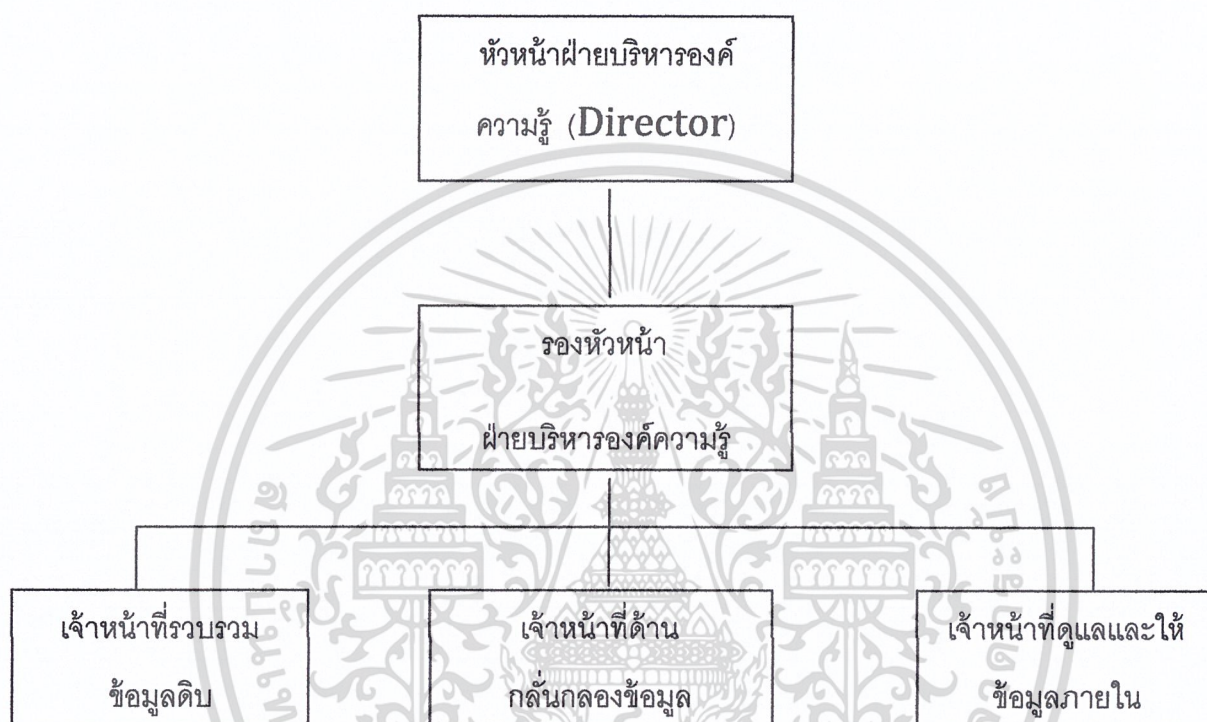 หัวหน้าฝ่ายบริหารองค์
ความรู้ (Director)
รองหัวหน้า
ฝ่ายบริหารองค์ความรู้
เจ้าหน้าที่รวบรวม
ข้อมูลดิบ
เจ้าหน้าที่ด้าน
กลั่นกลองข้อมูล
เจ้าหน้าที่ดูแลและให้
ข้อมูลภายใน